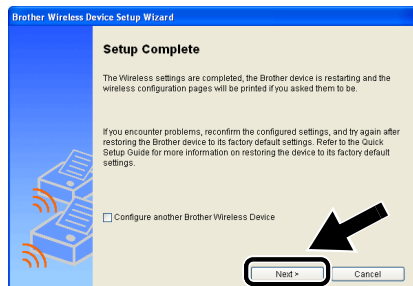 Brother Wireless Device Setup Wizard
Setup Complete
The Wireless settings are completed, the Brother device is restarting and the
wireless configuration pages will be printed if you asked them to be.
If you encounter problems, reconfirm the configured settings, and try again after
restoring the Brother device to its factory default settings. Refer to the Quick
Setup Guide for more information on restoring the device to its factory default
settings.
Configure another Brother Wireless Device
Next >
Cancel